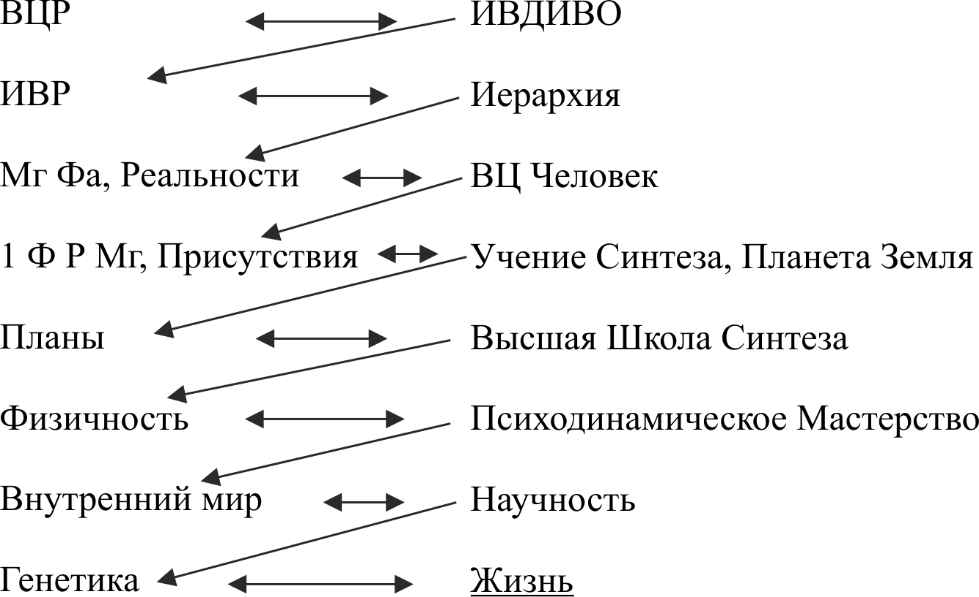 ВЦР ИВДИВО
ИВР Иерархия
Мг Фа, Реальности ВЦ Человек
1 Ф Р Мг, Присутствия Учение Синтеза, Планета Земля
Планы Высшая Школа Синтеза
Физичность Психодинамическое Мастерство
Внутренний мир Научность
Генетика Жизнь